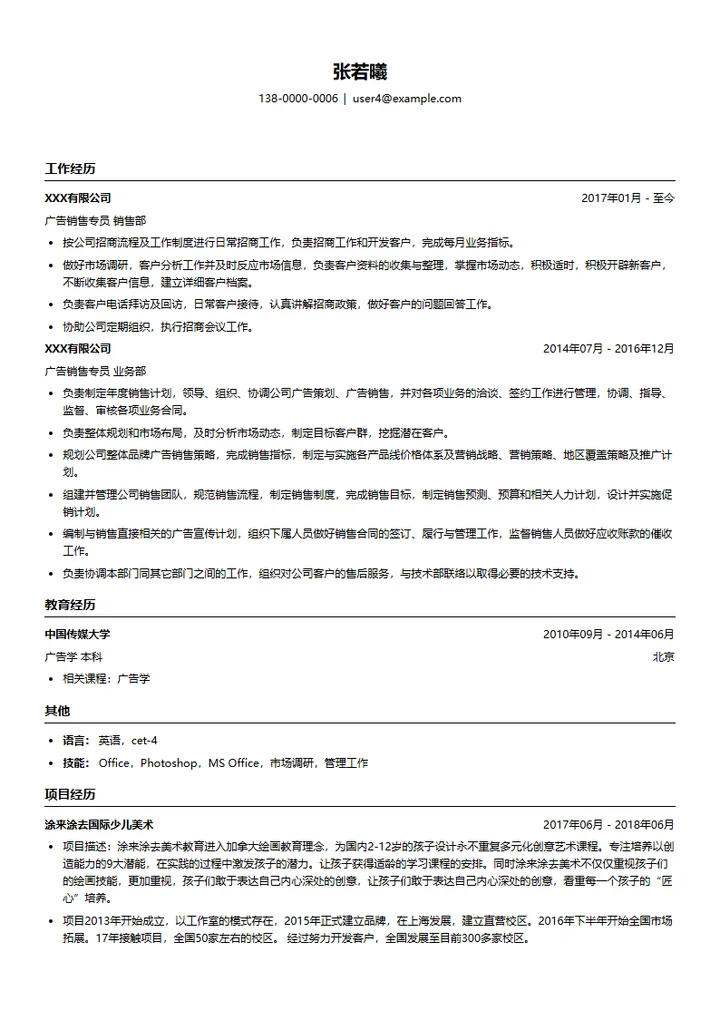 张若曦
138-0000-0006 | user4@example.com
工作经历
XXX有限公司 2017年01月 - 至今
广告销售专员 销售部
• 按公司招商流程及工作制度进行日常招商工作，负责招商工作和开发客户，完成每月业务指标。
• 做好市场调研，客户分析工作并及时反应市场信息，负责客户资料的收集与整理，掌握市场动态，积极适时，积极开辟新客户，
不断收集客户信息，建立详细客户档案。
• 负责客户电话拜访及回访，日常客户接待，认真讲解招商政策，做好客户的问题回答工作。
• 协助公司定期组织，执行招商会议工作。
XXX有限公司 2014年07月 - 2016年12月
广告销售专员 业务部
• 负责制定年度销售计划，领导、组织、协调公司广告策划、广告销售，并对各项业务的洽谈、签约工作进行管理，协调、指导、
监督、审核各项业务合同。
• 负责整体规划和市场布局，及时分析市场动态，制定目标客户群，挖掘潜在客户。
• 规划公司整体品牌广告销售策略，完成销售指标，制定与实施各产品线价格体系及营销战略、营销策略、地区覆盖策略及推广计
划。
• 组建并管理公司销售团队，规范销售流程，制定销售制度，完成销售目标，制定销售预测、预算和相关人力计划，设计并实施促
销计划。
• 编制与销售直接相关的广告宣传计划，组织下属人员做好销售合同的签订、履行与管理工作，监督销售人员做好应收账款的催收
工作。
• 负责协调本部门同其它部门之间的工作，组织对公司客户的售后服务，与技术部联络以取得必要的技术支持。
教育经历
中国传媒大学 2010年09月 - 2014年06月
广告学 本科 北京
• 相关课程：广告学
其他
• 语言： 英语，cet-4
• 技能： Office，Photoshop，MS Office，市场调研，管理工作
项目经历
涂来涂去国际少儿美术 2017年06月 - 2018年06月
• 项目描述：涂来涂去美术教育进入加拿大绘画教育理念，为国内2-12岁的孩子设计永不重复多元化创意艺术课程。专注培养以创
造能力的9大潜能，在实践的过程中激发孩子的潜力。让孩子获得适龄的学习课程的安排。同时涂来涂去美术不仅仅重视孩子们
的绘画技能，更加重视，孩子们敢于表达自己内心深处的创意，让孩子们敢于表达自己内心深处的创意，看重每一个孩子的“匠
心”培养。
• 项目2013年开始成立，以工作室的模式存在，2015年正式建立品牌，在上海发展，建立直营校区。2016年下半年开始全国市场
拓展。17年接触项目，全国50家左右的校区。 经过努力开发客户，全国发展至目前300多家校区。